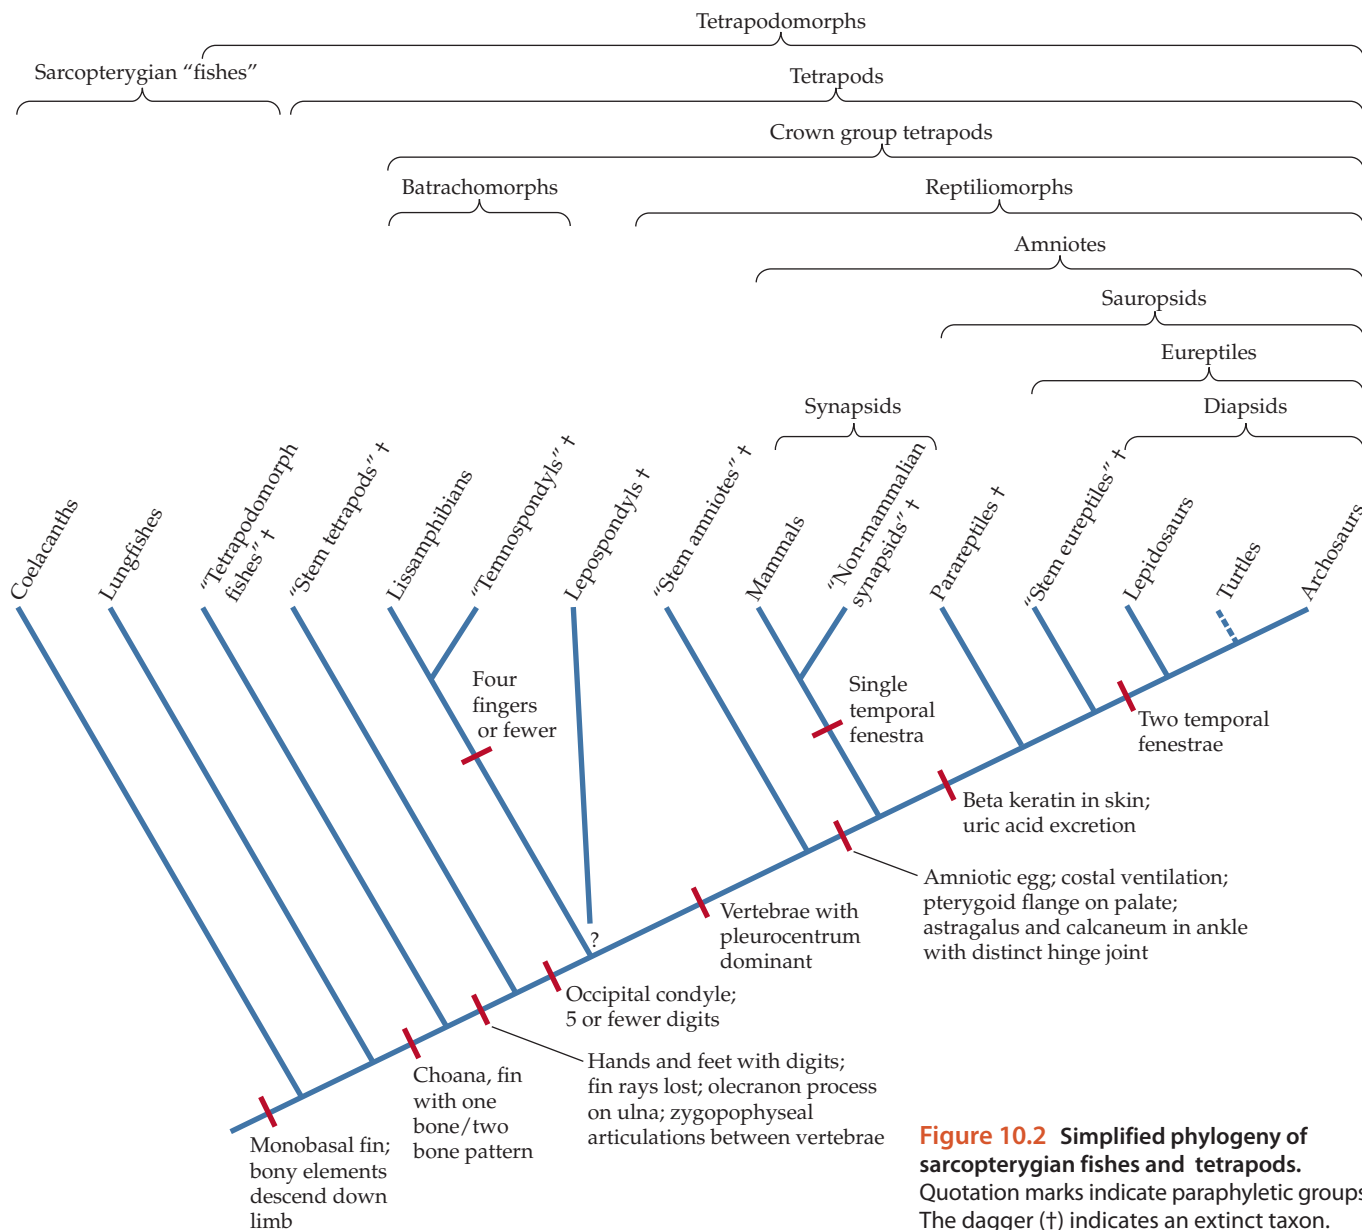 Tetrapodomorphs
Sarcopterygian “fishes”
Tetrapods
Crown group tetrapods
Batrachomorphs
Reptiliomorphs
Amniotes
Sauropsids
Eureptiles
Synapsids
Diapsids
Coelacanths
Lungfishes
“Tetrapodomorph
fishes” †
“Stem tetrapods” †
Lissamphibians
“Temnospondyls” †
Lepospondyls †
“Stem amniotes” †
Mammals
“Non-mammalian
synapsids” †
Parareptiles †
“Stem eureptiles” †
Lepidosaurs
Turtles
Archosaurs
Four
fingers
or fewer
Single
temporal
fenestra
Two temporal
fenestrae
Beta keratin in skin;
uric acid excretion
Amniotic egg; costal ventilation;
pterygoid flange on palate;
astragalus and calcaneum in ankle
with distinct hinge joint
Vertebrae with
pleurocentrum
dominant
?
Occipital condyle;
5 or fewer digits
Hands and feet with digits;
fin rays lost; olecranon process
on ulna; zygopophyseal
articulations between vertebrae
Choana, fin
with one
bone/two
bone pattern
Monobasal fin;
bony elements
descend down
limb
Figure 10.2 Simplified phylogeny of
sarcopterygian fishes and tetrapods.
Quotation marks indicate paraphyletic groups
The dagger (†) indicates an extinct taxon.